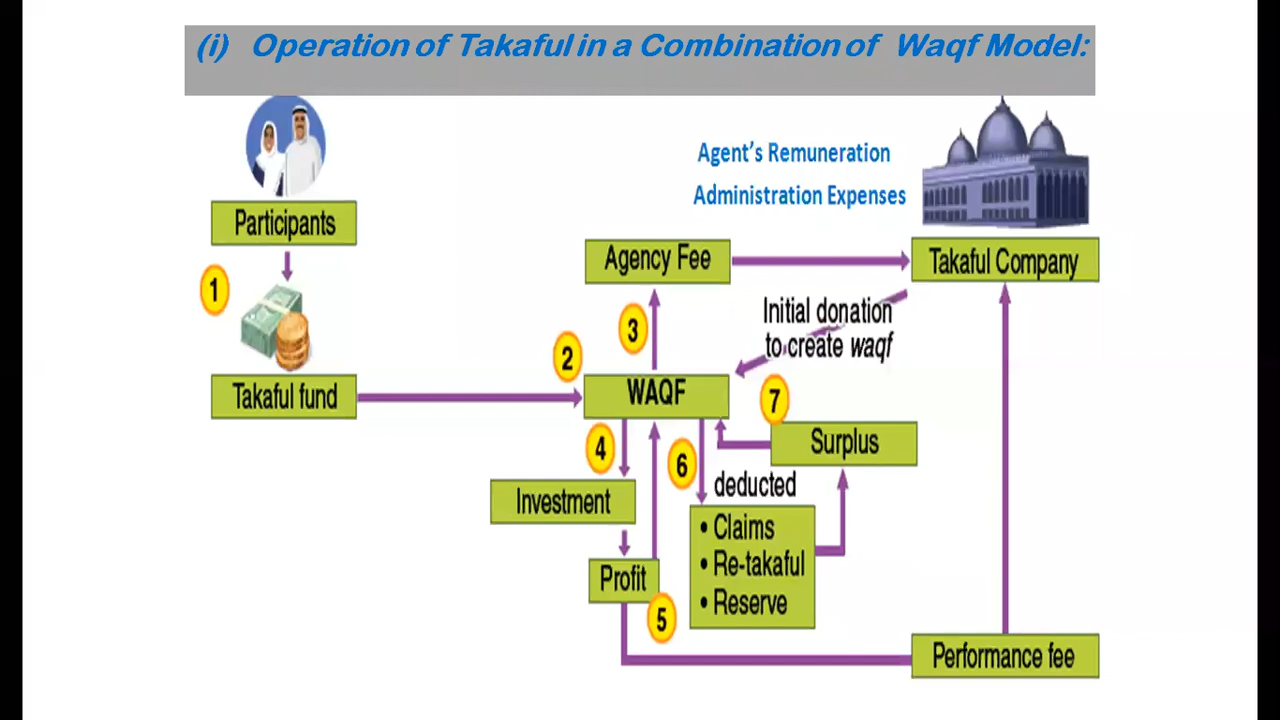 (i) Operation of Takaful in a Combination of Waqf Model:
Agent's Remuneration
Administration Expenses
Participants
1
Takaful fund
2
Agency Fee
Takaful Company
3
Initial donation
to create waqf
WAQF
7
Surplus
4
6
deducted
Investment
• Claims
• Re-takaful
• Reserve
Profit
5
Performance fee